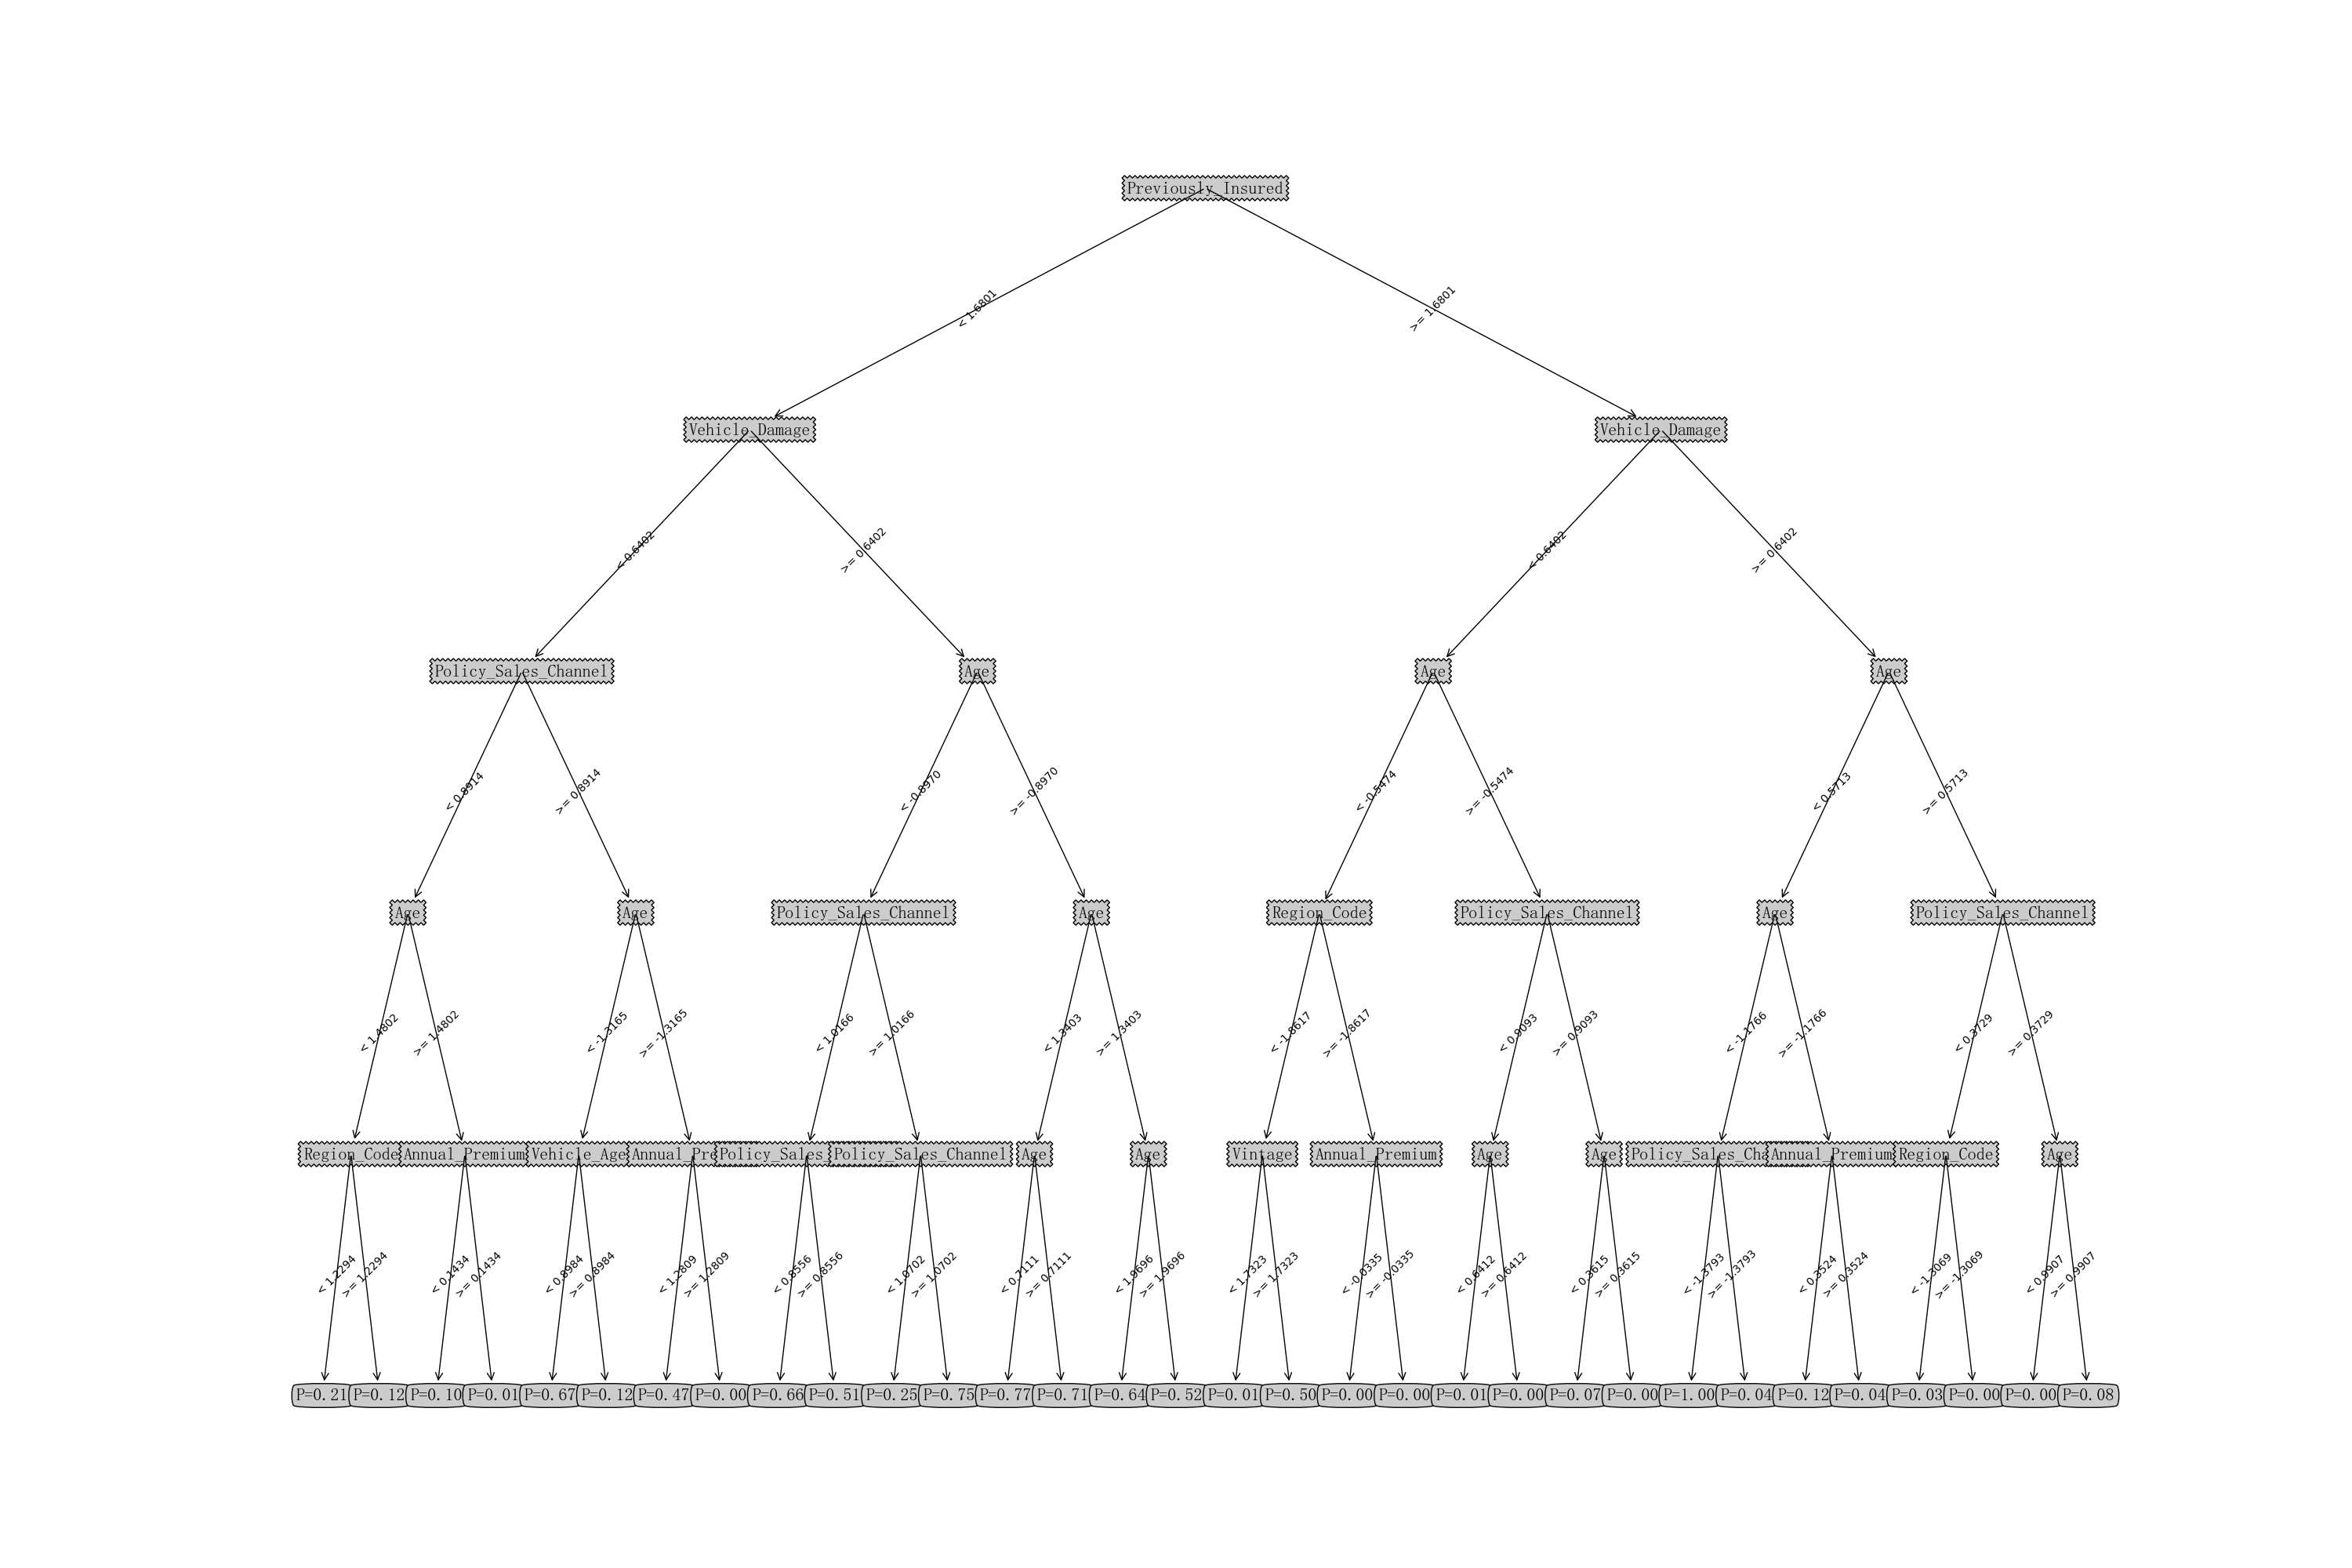 Previously_Insured
< 1.6801
>= 1.6801
Vehicle_Damage
Vehicle_Damage
< 0.6402
>= 0.6402
< 0.6402
>= 0.6402
Policy_Sales_Channel
Age
Age
Age
< 0.8914
>= 0.8914
< -0.8970
>= -0.8970
< -0.5474
>= -0.5474
< 0.5713
>= 0.5713
Age
Age
Policy_Sales_Channel
Age
Region_Code
Policy_Sales_Channel
Age
Policy_Sales_Channel
< 1.4802
>= 1.4802
< -1.3165
>= -1.3165
< 1.0166
>= 1.0166
< 1.3403
>= 1.3403
< -1.8617
>= -1.8617
< 0.9093
>= 0.9093
< -1.1766
>= -1.1766
< 0.3729
>= 0.3729
Region_Code
Annual_Premium
Vehicle_Age
Annual_Pre
Policy_Sales_
Policy_Sales_Channel
Age
Age
Vintage
Annual_Premium
Age
Age
Policy_Sales_Cha
Annual_Premium
Region_Code
Age
< 1.2294
>= 1.2294
< 0.1434
>= 0.1434
< 0.8984
>= 0.8984
< 1.2809
>= 1.2809
< 0.8556
>= 0.8556
< 1.0702
>= 1.0702
< 0.7111
>= 0.7111
< 1.9696
>= 1.9696
< 1.7323
>= 1.7323
< -0.0335
>= -0.0335
< 0.6412
>= 0.6412
< 0.3615
>= 0.3615
< -1.3793
>= -1.3793
< 0.3524
>= 0.3524
< -1.3069
>= -1.3069
< 0.9907
>= 0.9907
P=0.21
P=0.12
P=0.10
P=0.01
P=0.67
P=0.12
P=0.47
P=0.00
P=0.66
P=0.51
P=0.25
P=0.75
P=0.77
P=0.71
P=0.64
P=0.52
P=0.01
P=0.50
P=0.00
P=0.00
P=0.01
P=0.00
P=0.07
P=0.00
P=1.00
P=0.04
P=0.12
P=0.04
P=0.03
P=0.00
P=0.00
P=0.08